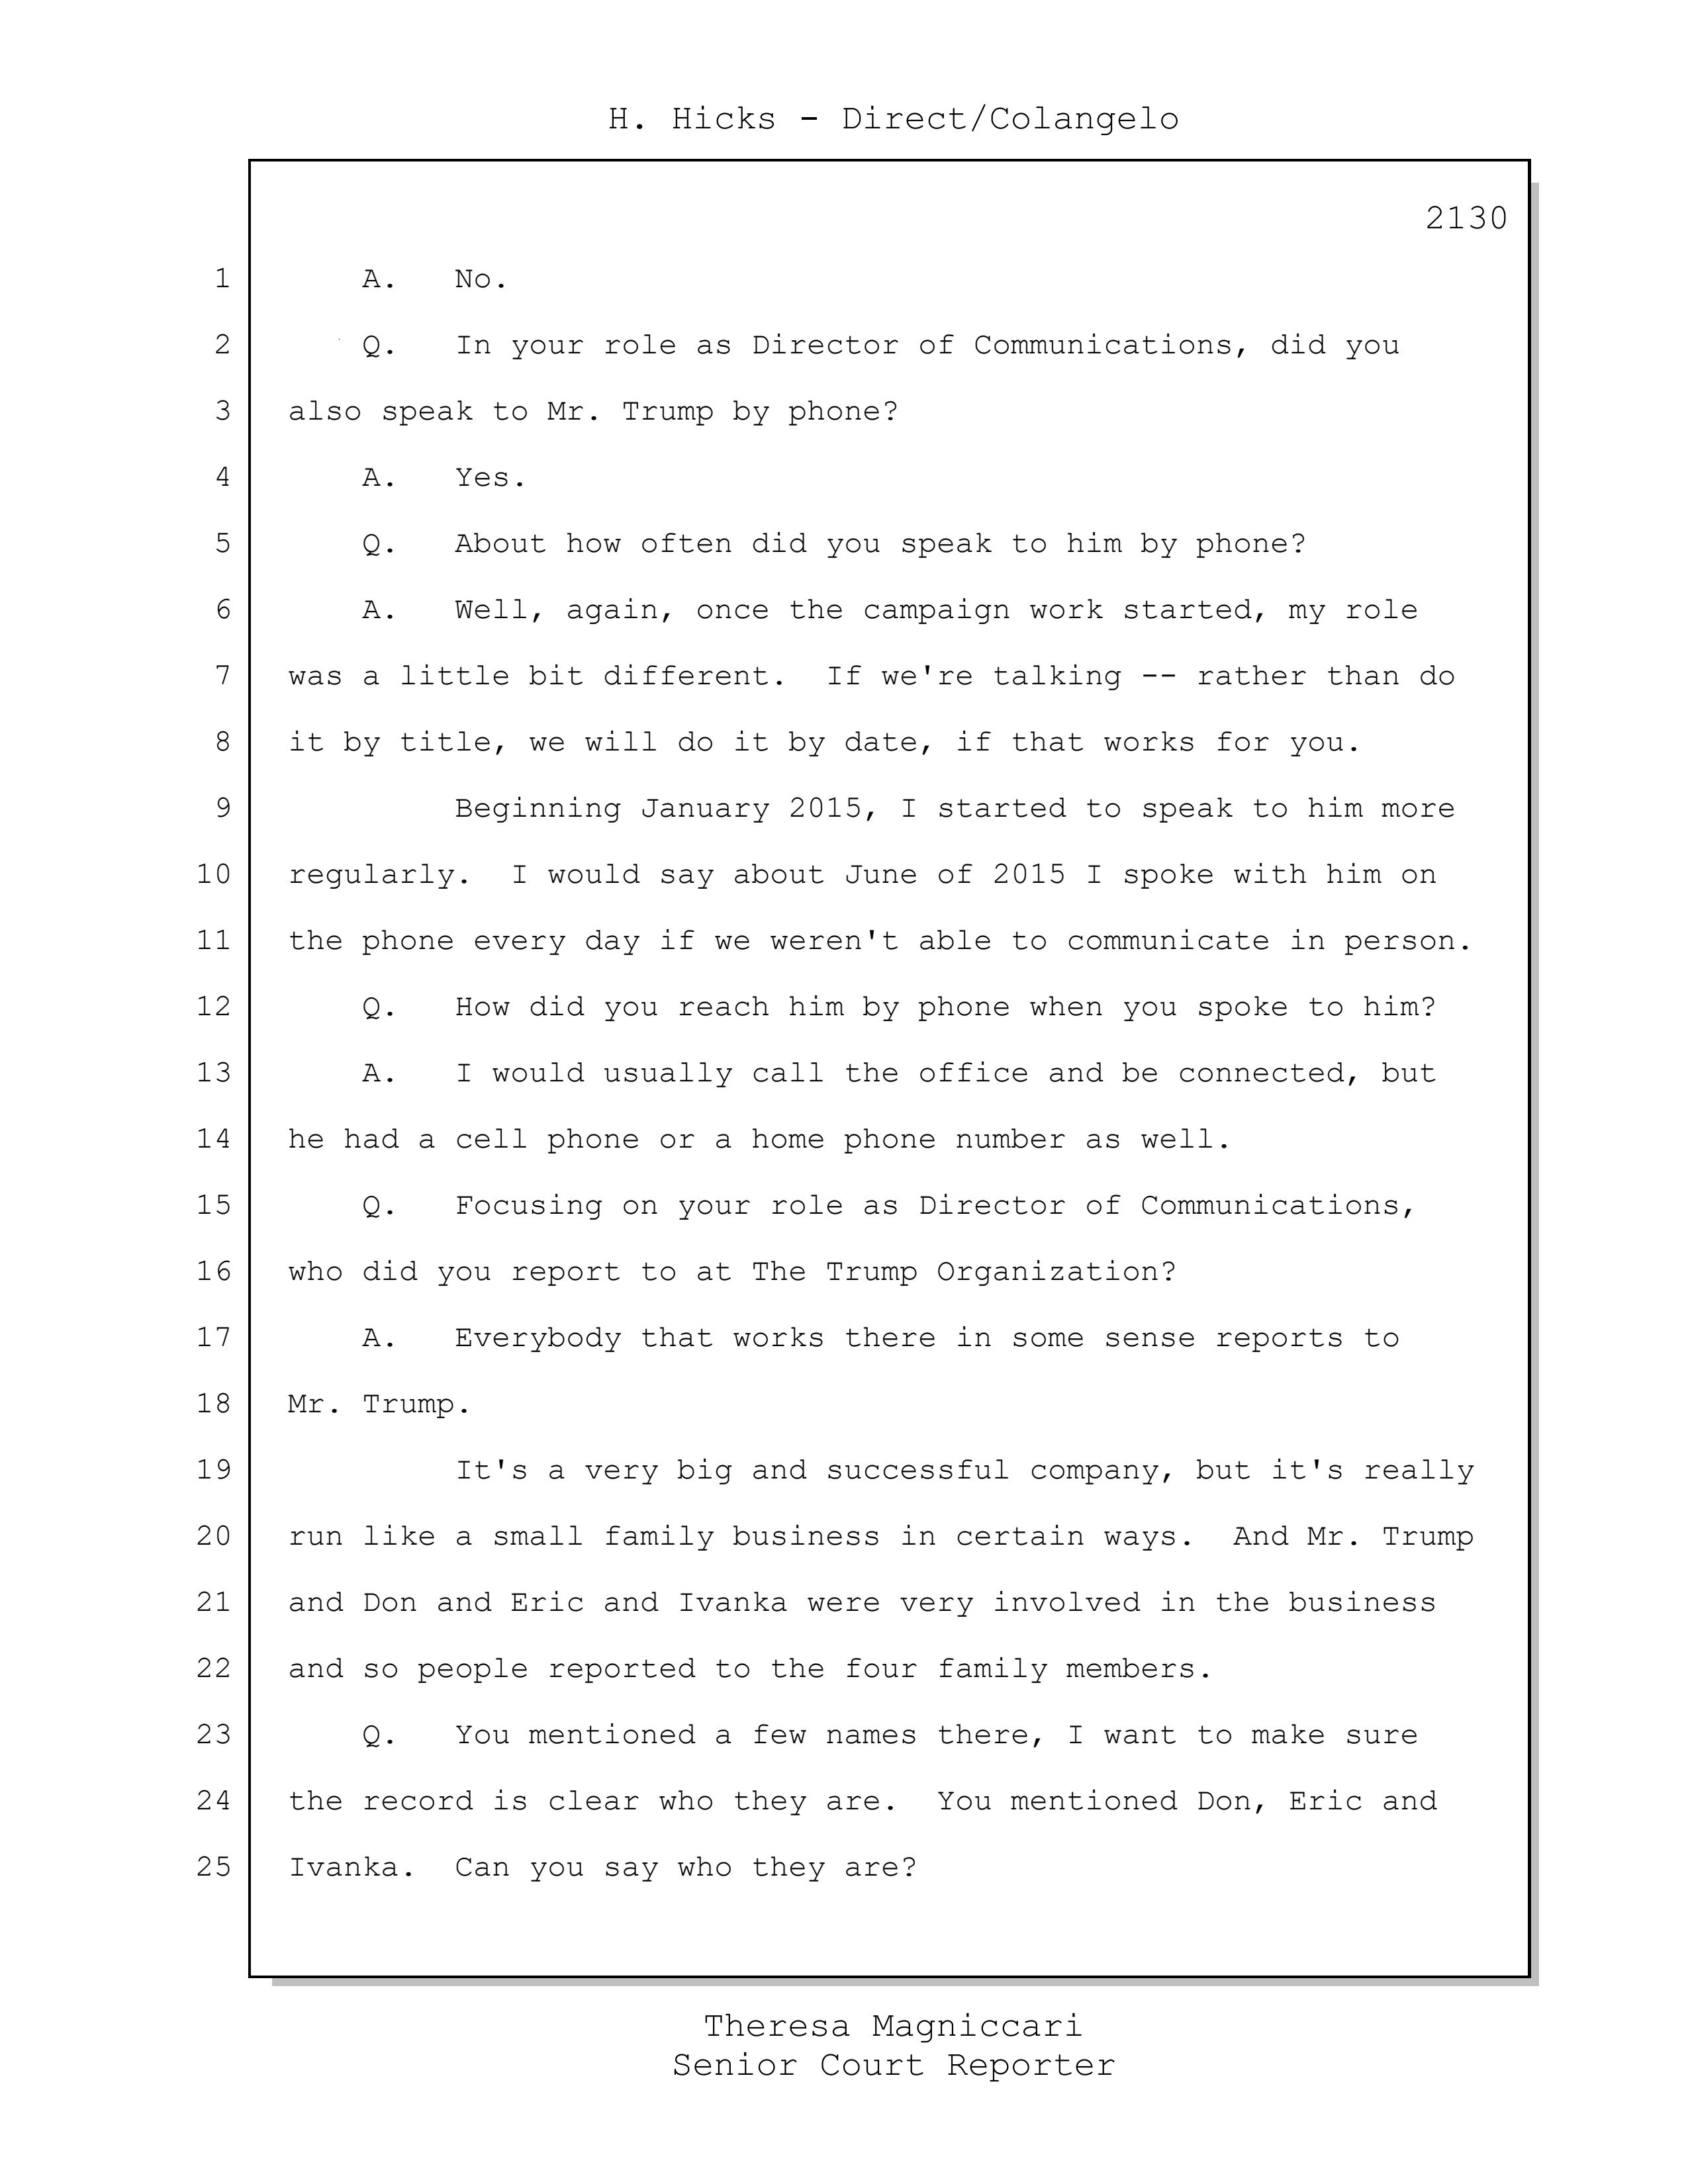 H. Hicks - Direct/Colangelo
2130
1 A. No.
2 Q. In your role as Director of Communications, did you
3 also speak to Mr. Trump by phone?
4 A. Yes.
5 Q. About how often did you speak to him by phone?
6 A. Well, again, once the campaign work started, my role
7 was a little bit different. If we're talking -- rather than do
8 it by title, we will do it by date, if that works for you.
9 Beginning January 2015, I started to speak to him more
10 regularly. I would say about June of 2015 I spoke with him on
11 the phone every day if we weren't able to communicate in person.
12 Q. How did you reach him by phone when you spoke to him?
13 A. I would usually call the office and be connected, but
14 he had a cell phone or a home phone number as well.
15 Q. Focusing on your role as Director of Communications,
16 who did you report to at The Trump Organization?
17 A. Everybody that works there in some sense reports to
18 Mr. Trump.
19 It's a very big and successful company, but it's really
20 run like a small family business in certain ways. And Mr. Trump
21 and Don and Eric and Ivanka were very involved in the business
22 and so people reported to the four family members.
23 Q. You mentioned a few names there, I want to make sure
24 the record is clear who they are. You mentioned Don, Eric and
25 Ivanka. Can you say who they are?
Theresa Magniccari
Senior Court Reporter